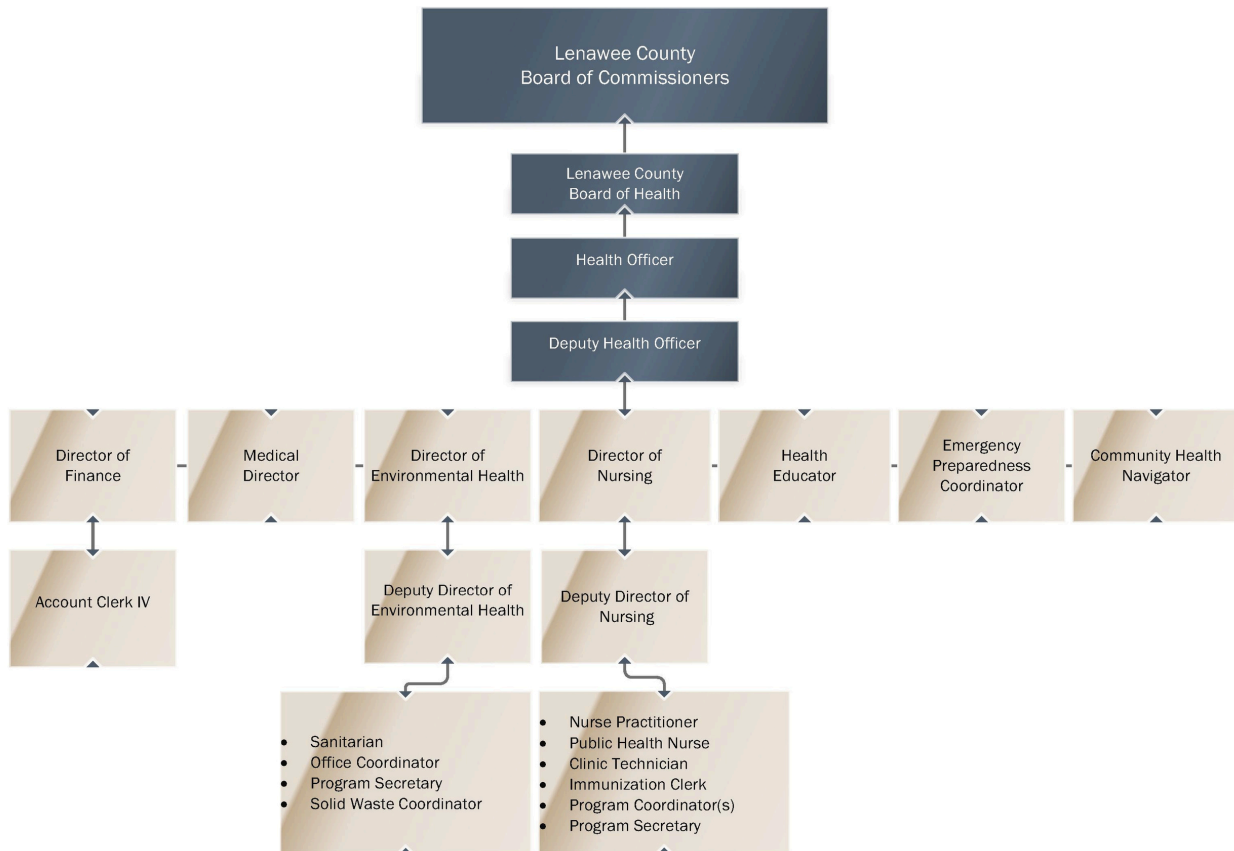 Lenawee County
Board of Commissioners
Lenawee County
Board of Health
Health Officer
Deputy Health Officer
Director of
Finance
Medical
Director
Director of
Environmental Health
Director of
Nursing
Health
Educator
Emergency
Preparedness
Coordinator
Community Health
Navigator
Account Clerk IV
Deputy Director of
Environmental Health
Deputy Director of
Nursing
• Sanitarian
• Office Coordinator
• Program Secretary
• Solid Waste Coordinator
• Nurse Practitioner
• Public Health Nurse
• Clinic Technician
• Immunization Clerk
• Program Coordinator(s)
• Program Secretary